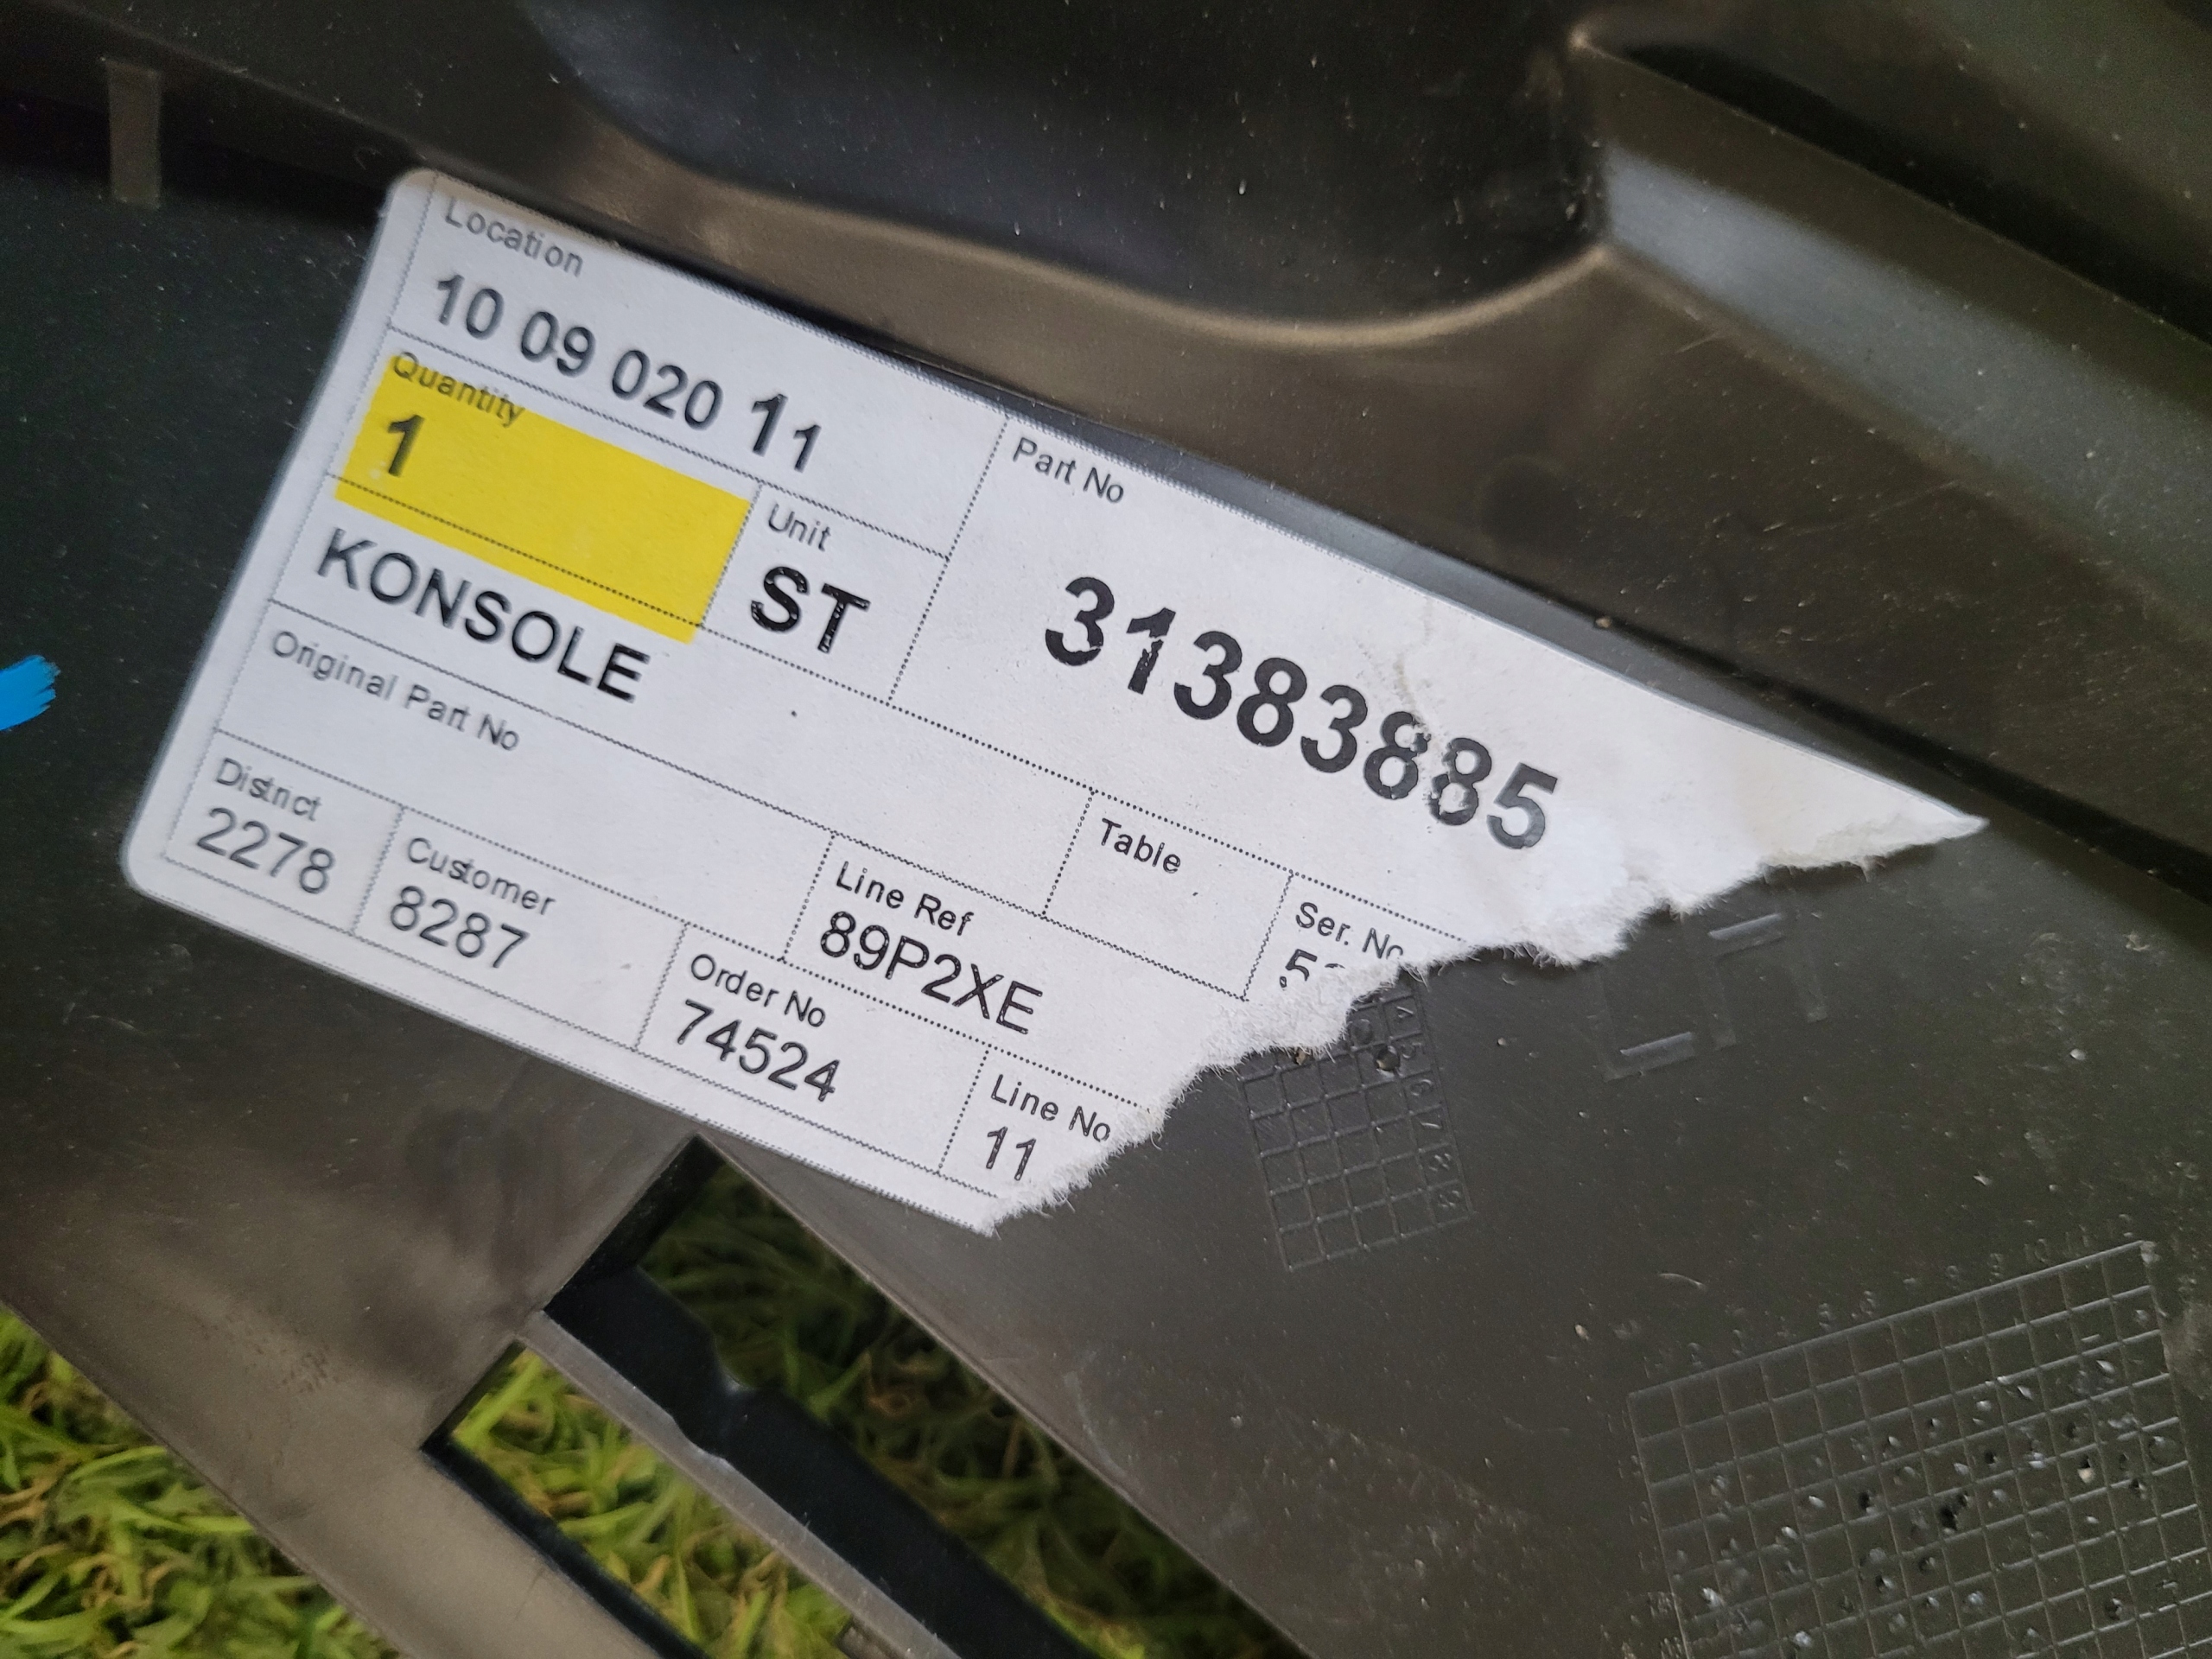 Location
10 09 020 11
Quantity
1
Unit
ST
Part No
31383885
KONSOLE
Original Part No
Table
Ser. No
District
2278
Customer
8287
Line Ref
89P2XE
Order No
74524
Line No
11